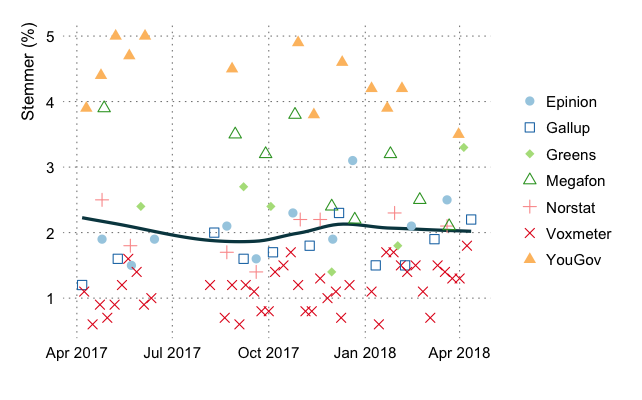 Stemmer (%)
5
4
3
2
1
Apr 2017
Jul 2017
Oct 2017
Jan 2018
Apr 2018
Epinion
Gallup
Greens
Megafon
Norstat
Voxmeter
YouGov